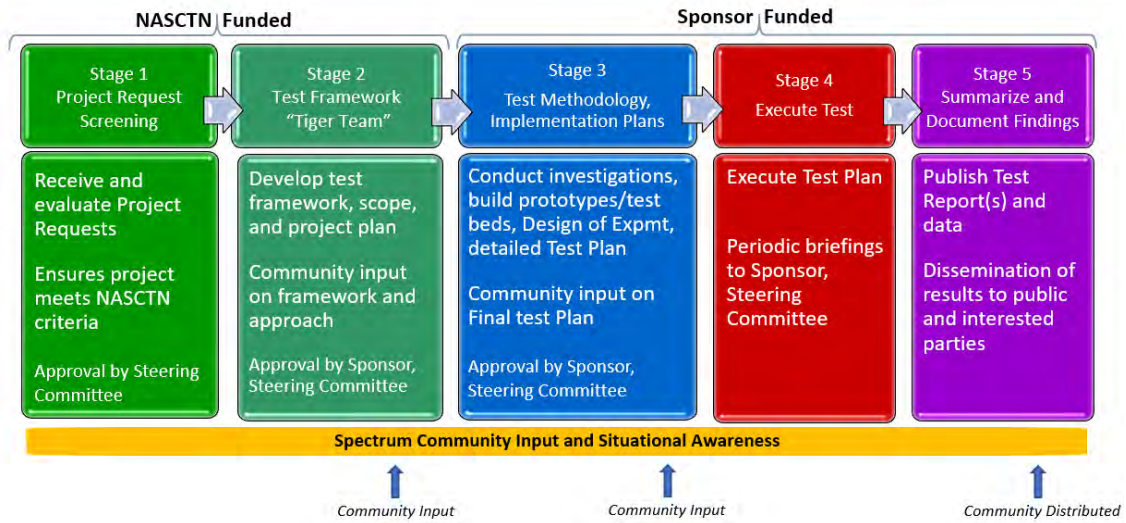 NASCTN Funded
Sponsor Funded
Stage 1
Project Request
Screening
Stage 2
Test Framework
“Tiger Team”
Stage 3
Test Methodology,
Implementation Plans
Stage 4
Execute Test
Stage 5
Summarize and
Document Findings
Receive and
evaluate Project
Requests
Ensures project
meets NASCTN
criteria
Approval by Steering
Committee
Develop test
framework, scope,
and project plan
Community input
on framework and
approach
Approval by Sponsor,
Steering Committee
Conduct investigations,
build prototypes/test
beds, Design of Expmt,
detailed Test Plan
Community input on
Final test Plan
Approval by Sponsor,
Steering Committee
Execute Test Plan
Periodic briefings
to Sponsor,
Steering
Committee
Publish Test
Report(s) and
data
Dissemination of
results to public
and interested
parties
Spectrum Community Input and Situational Awareness
Community Input
Community Input
Community Distributed